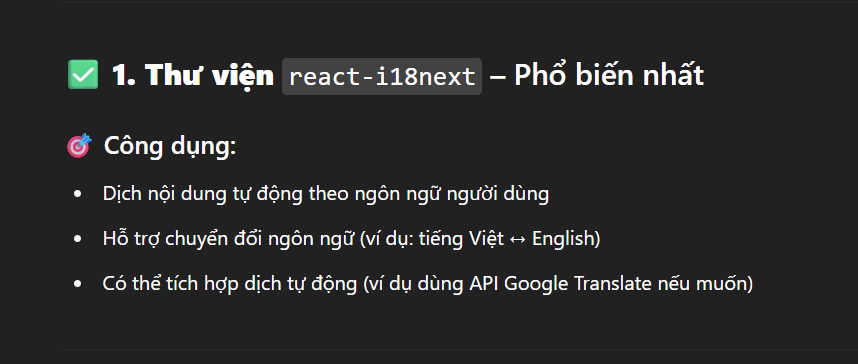 ✅ 1. Thư viện react-i18next – Phổ biến nhất
🎯 Công dụng:
• Dịch nội dung tự động theo ngôn ngữ người dùng
• Hỗ trợ chuyển đổi ngôn ngữ (ví dụ: tiếng Việt ↔ English)
• Có thể tích hợp dịch tự động (ví dụ dùng API Google Translate nếu muốn)